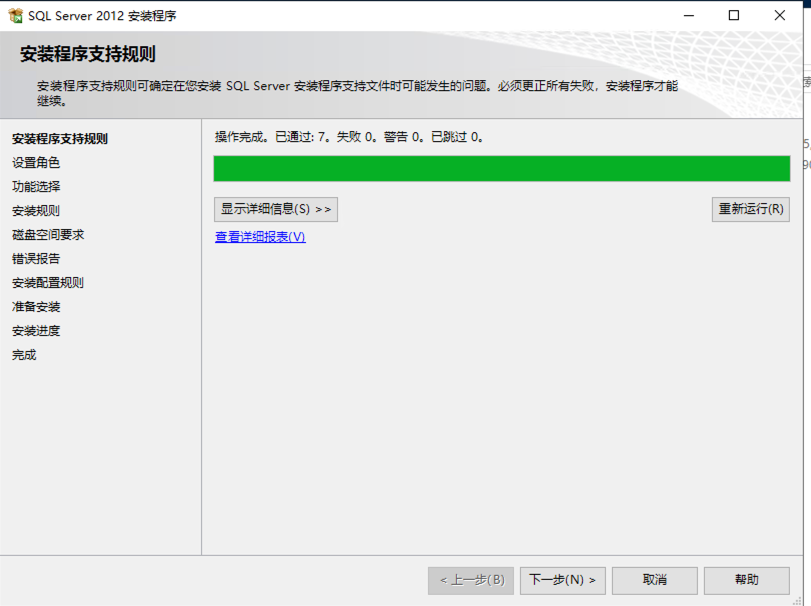 SQL Server 2012 安装程序
安装程序支持规则
安装程序支持规则可确定在您安装 SQL Server 安装程序支持文件时可能发生的问题。必须更正所有失败，安装程序才能
继续。
安装程序支持规则
设置角色
功能选择
安装规则
磁盘空间要求
错误报告
安装配置规则
准备安装
安装进度
完成
操作完成。已通过: 7。失败 0。警告 0。已跳过 0。
显示详细信息(S) >>
重新运行(R)
查看详细报表(V)
< 上一步(B)
下一步(N) >
取消
帮助